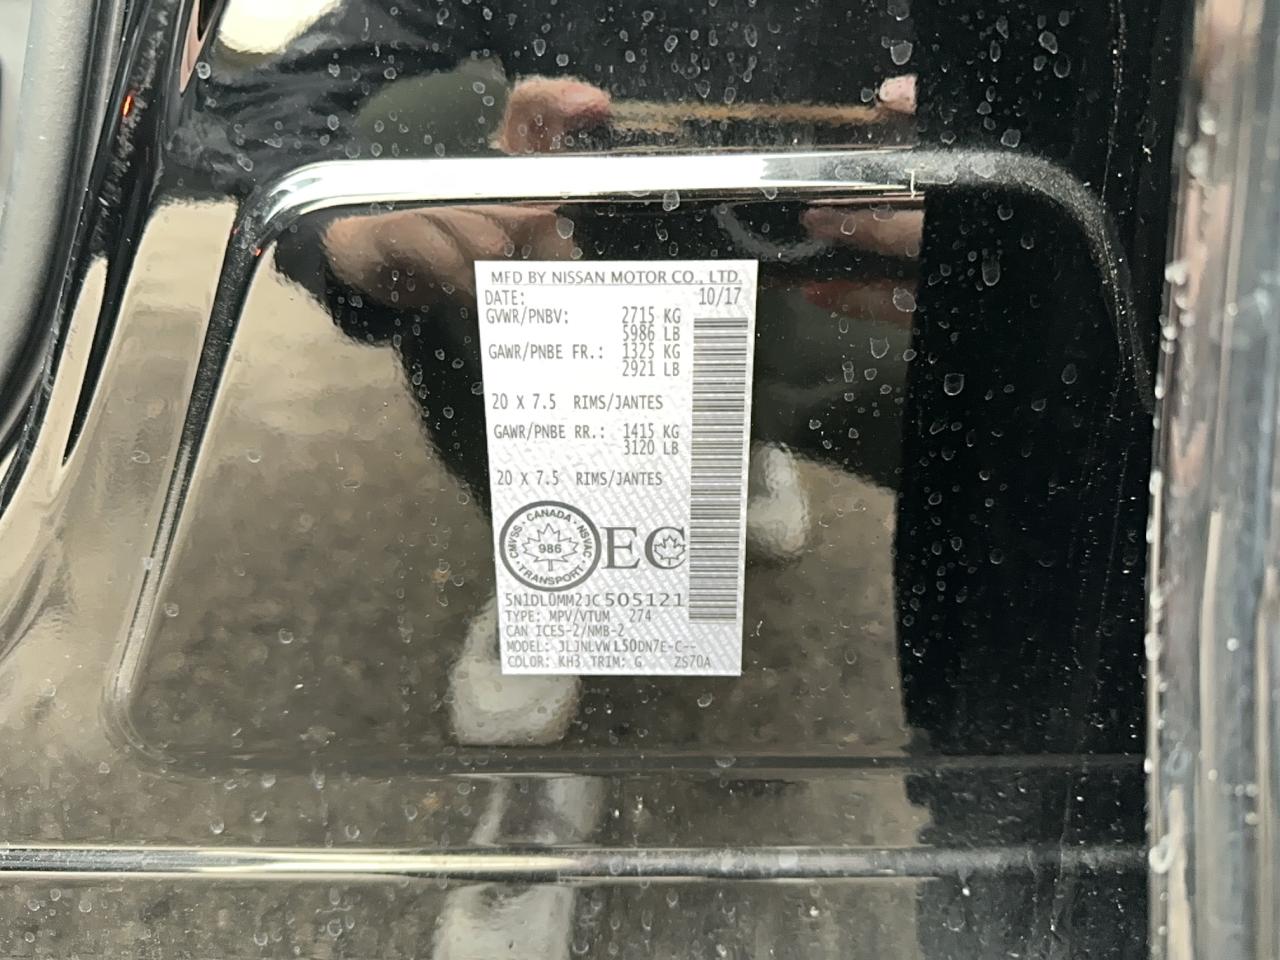 MFD BY NISSAN MOTOR CO., LTD.
DATE: 10/17
GVWR/PNBV: 2715 KG
5986 LB
GAWR/PNBE FR.: 1325 KG
2921 LB
20 X 7.5 RIMS/JANTES
GAWR/PNBE RR.: 1415 KG
3120 LB
20 X 7.5 RIMS/JANTES
CANADA
CMVSS 986 NSVAC
TRANSPORT
EC
5N1DL0MM2JC505121
TYPE: MPV/VTUM 274
CAN ICES-2/NMB-2
MODEL: JLJNLVWL50DN7E-C--
COLOR: KH3 TRIM: G ZS70A